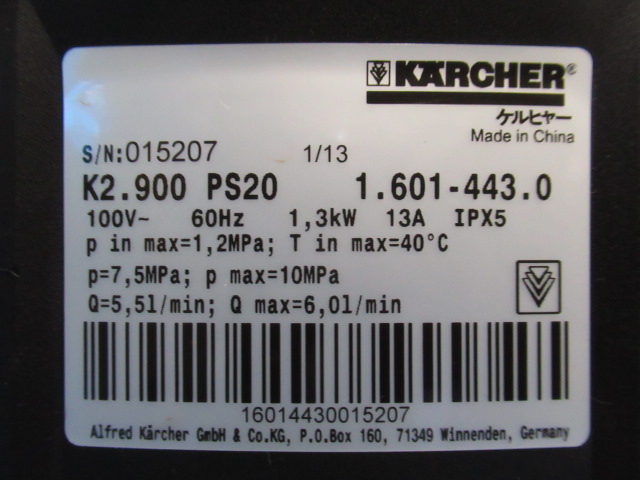 KÄRCHER®
ケルヒャー
Made in China
S/N:015207 1/13
K2.900 PS20 1.601-443.0
100V~ 60Hz 1,3kW 13A IPX5
p in max=1,2MPa; T in max=40°C
p=7,5MPa; p max=10MPa
Q=5,5l/min; Q max=6,0l/min
16014430015207
Alfred Kärcher GmbH & Co.KG, P.O.Box 160, 71349 Winnenden, Germany